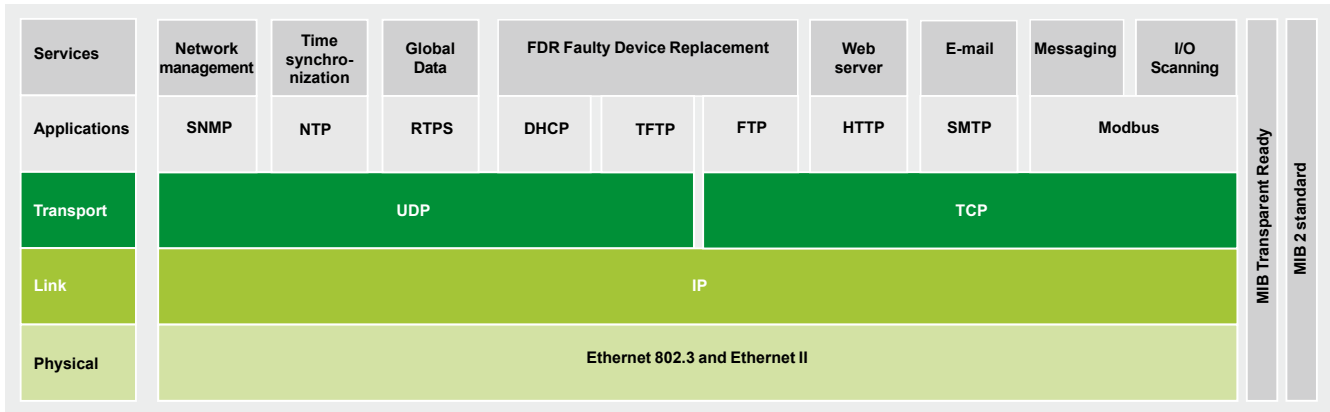 Services
Network
management
Time
synchro-
nization
Global
Data
FDR Faulty Device Replacement
Web
server
E-mail
Messaging
I/O
Scanning
Applications
SNMP
NTP
RTPS
DHCP
TFTP
FTP
HTTP
SMTP
Modbus
Transport
UDP
TCP
Link
IP
Physical
Ethernet 802.3 and Ethernet II
MIB Transparent Ready
MIB 2 standard